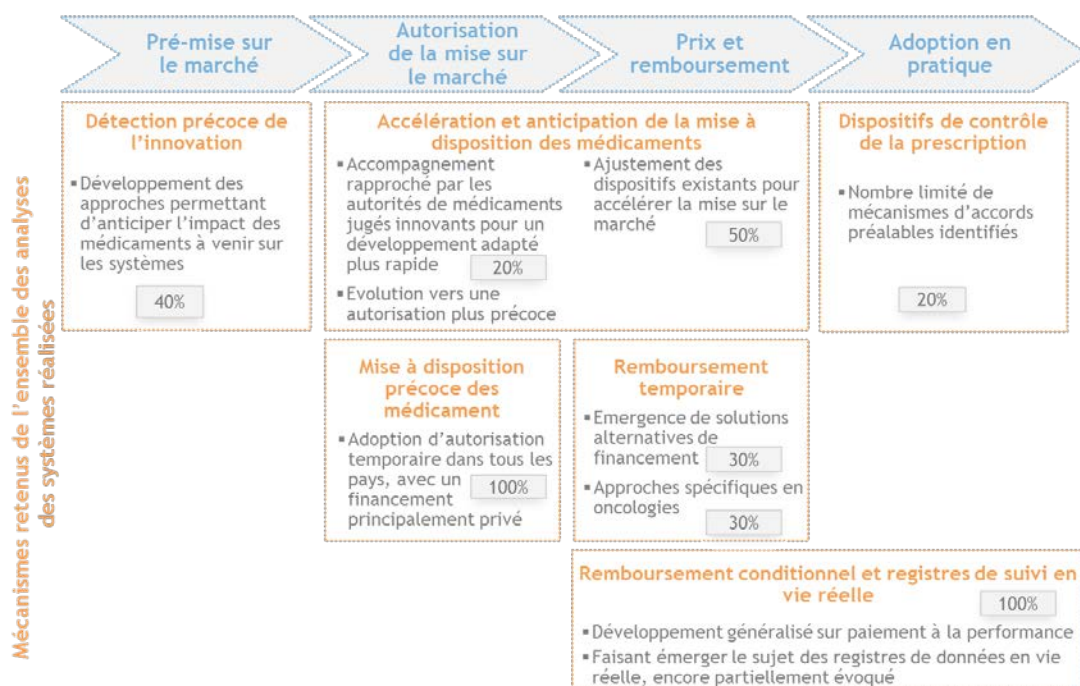 Pré-mise sur
le marché
Autorisation
de la mise sur
le marché
Prix et
remboursement
Adoption en
pratique
Mécanismes retenus de l'ensemble des analyses
des systèmes réalisées
Détection précoce de
l'innovation
▪Développement des
approches permettant
d'anticiper l'impact des
médicaments à venir sur
les systèmes
40%
Accélération et anticipation de la mise à
disposition des médicaments
▪Accompagnement
rapproché par les
autorités de médicaments
jugés innovants pour un
développement adapté
plus rapide 20%
▪Evolution vers une
autorisation plus précoce
▪Ajustement des
dispositifs existants pour
accélérer la mise sur le
marché 50%
Dispositifs de contrôle
de la prescription
▪Nombre limité de
mécanismes d'accords
préalables identifiés
20%
Mise à disposition
précoce des
médicament
▪Adoption d'autorisation
temporaire dans tous les
pays, avec un 100%
financement
principalement privé
Remboursement
temporaire
▪Emergence de solutions
alternatives de
financement 30%
▪Approches spécifiques en
oncologies
30%
Remboursement conditionnel et registres de suivi en
vie réelle
100%
▪Développement généralisé sur paiement à la performance
▪Faisant émerger le sujet des registres de données en vie
réelle, encore partiellement évoqué